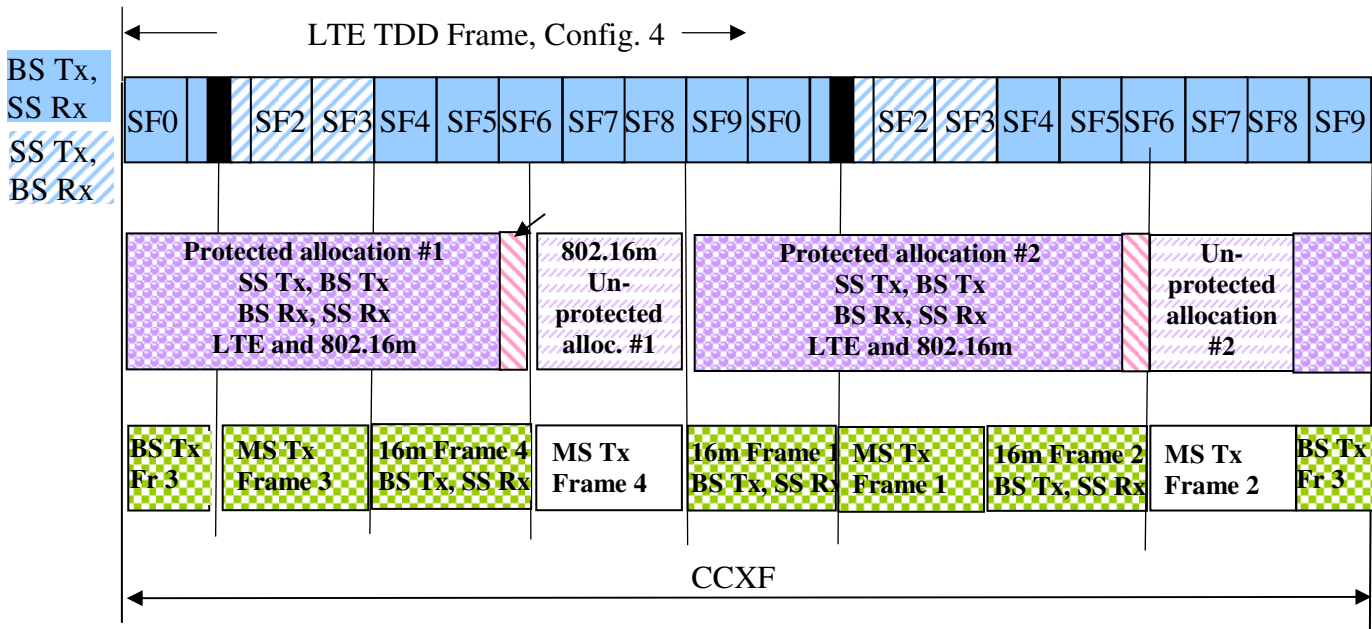 LTE TDD Frame, Config. 4
BS Tx,
SS Rx
SS Tx,
BS Rx
SF0 SF2 SF3 SF4 SF5 SF6 SF7 SF8 SF9 SF0 SF2 SF3 SF4 SF5 SF6 SF7 SF8 SF9
Protected allocation #1
SS Tx, BS Tx
BS Rx, SS Rx
LTE and 802.16m
802.16m
Un-
protected
alloc. #1
Protected allocation #2
SS Tx, BS Tx
BS Rx, SS Rx
LTE and 802.16m
Un-
protected
allocation
#2
BS Tx
Fr 3
MS Tx
Frame 3
16m Frame 4
BS Tx, SS Rx
MS Tx
Frame 4
16m Frame 1
BS Tx, SS Rx
MS Tx
Frame 1
16m Frame 2
BS Tx, SS Rx
MS Tx
Frame 2
BS Tx
Fr 3
CCXF